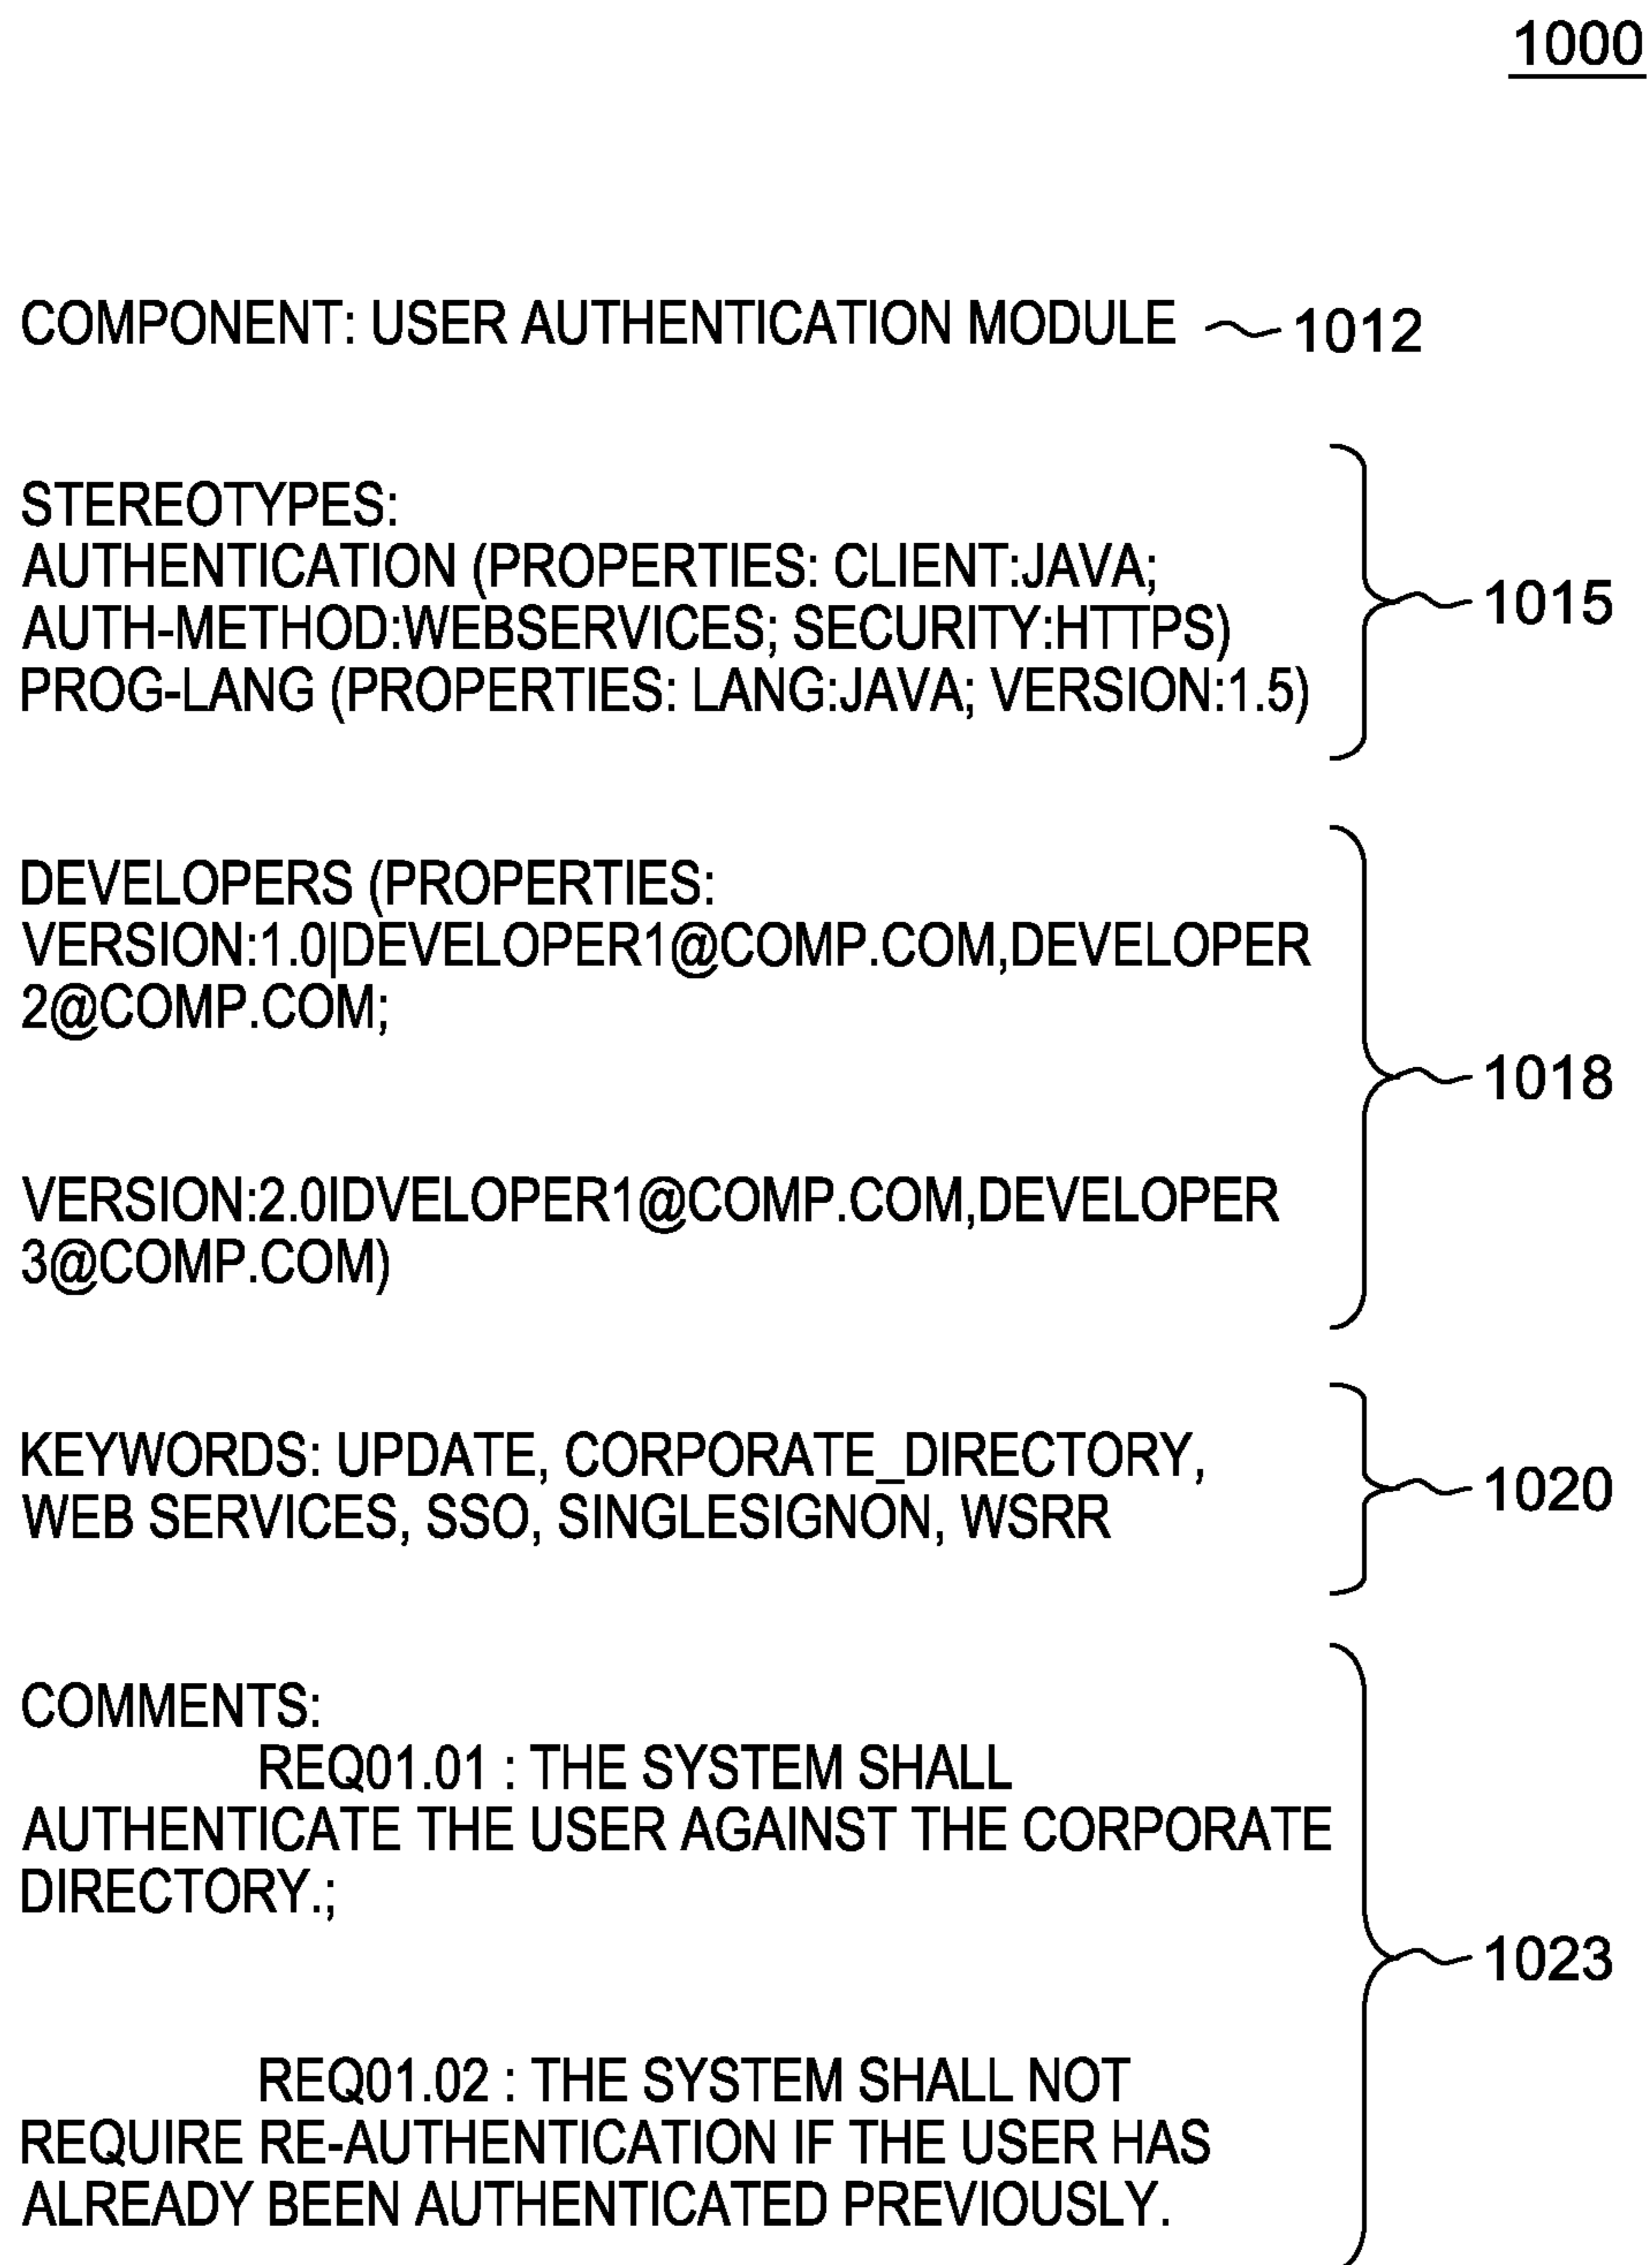 1000
COMPONENT: USER AUTHENTICATION MODULE 1012
STEREOTYPES:
AUTHENTICATION (PROPERTIES: CLIENT:JAVA;
AUTH-METHOD:WEBSERVICES; SECURITY:HTTPS)
PROG-LANG (PROPERTIES: LANG:JAVA; VERSION:1.5)
1015
DEVELOPERS (PROPERTIES:
VERSION:1.0|DEVELOPER1@COMP.COM,DEVELOPER
2@COMP.COM;
1018
VERSION:2.0IDVELOPER1@COMP.COM,DEVELOPER
3@COMP.COM)
KEYWORDS: UPDATE, CORPORATE_DIRECTORY,
WEB SERVICES, SSO, SINGLESIGNON, WSRR
1020
COMMENTS:
REQ01.01 : THE SYSTEM SHALL
AUTHENTICATE THE USER AGAINST THE CORPORATE
DIRECTORY.;
1023
REQ01.02 : THE SYSTEM SHALL NOT
REQUIRE RE-AUTHENTICATION IF THE USER HAS
ALREADY BEEN AUTHENTICATED PREVIOUSLY.